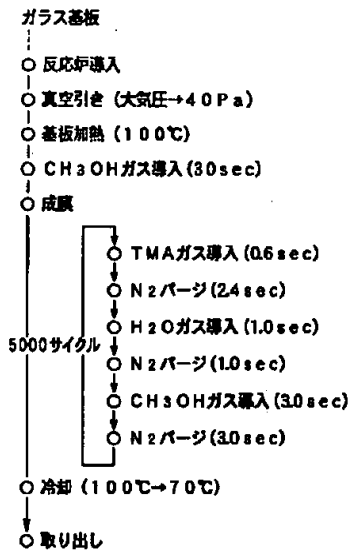 ガラス基板
反応炉導入
真空引き (大気圧→40Pa)
基板加熱 (100℃)
CH3OHガス導入(30sec)
成膜
TMAガス導入(0.6sec)
N2パージ(2.4sec)
H2Oガス導入(1.0sec)
5000サイクル
N2パージ(1.0sec)
CH3OHガス導入(3.0sec)
N2パージ(3.0sec)
冷却 (100℃→70℃)
取り出し